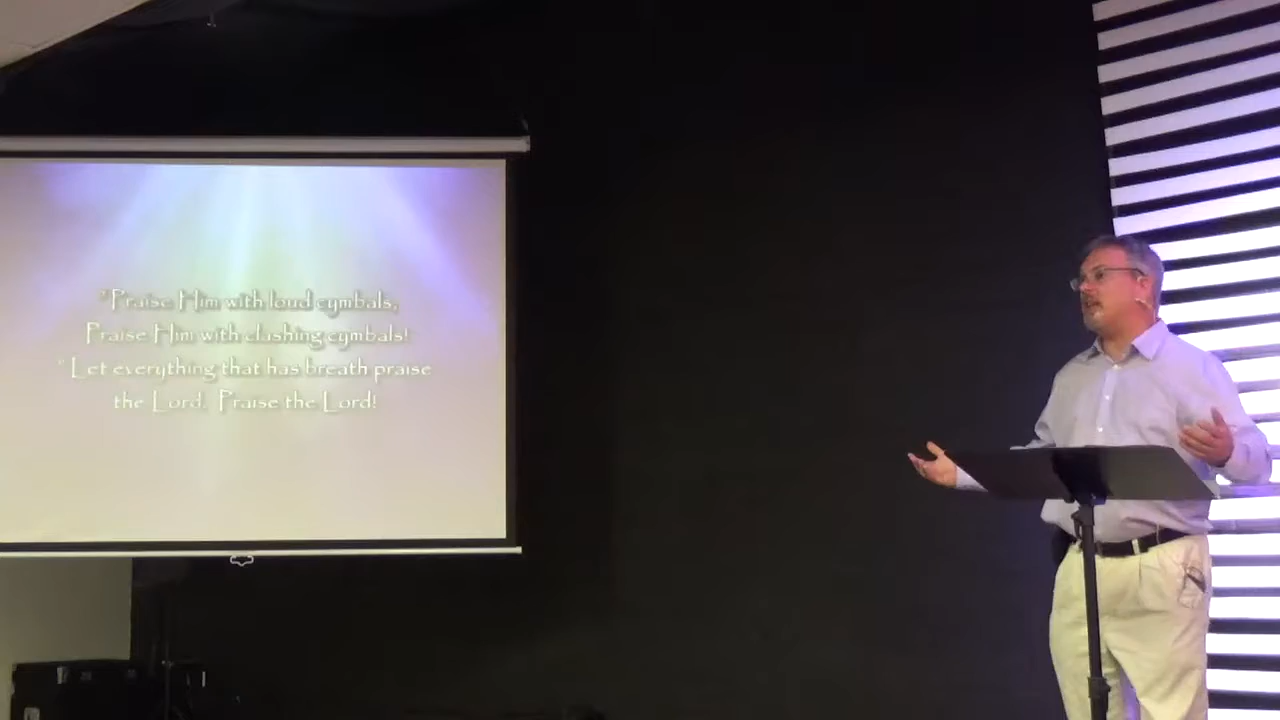 "Praise Him with loud cymbals,
Praise Him with clashing cymbals!
"Let everything that has breath praise
the Lord. Praise the Lord!